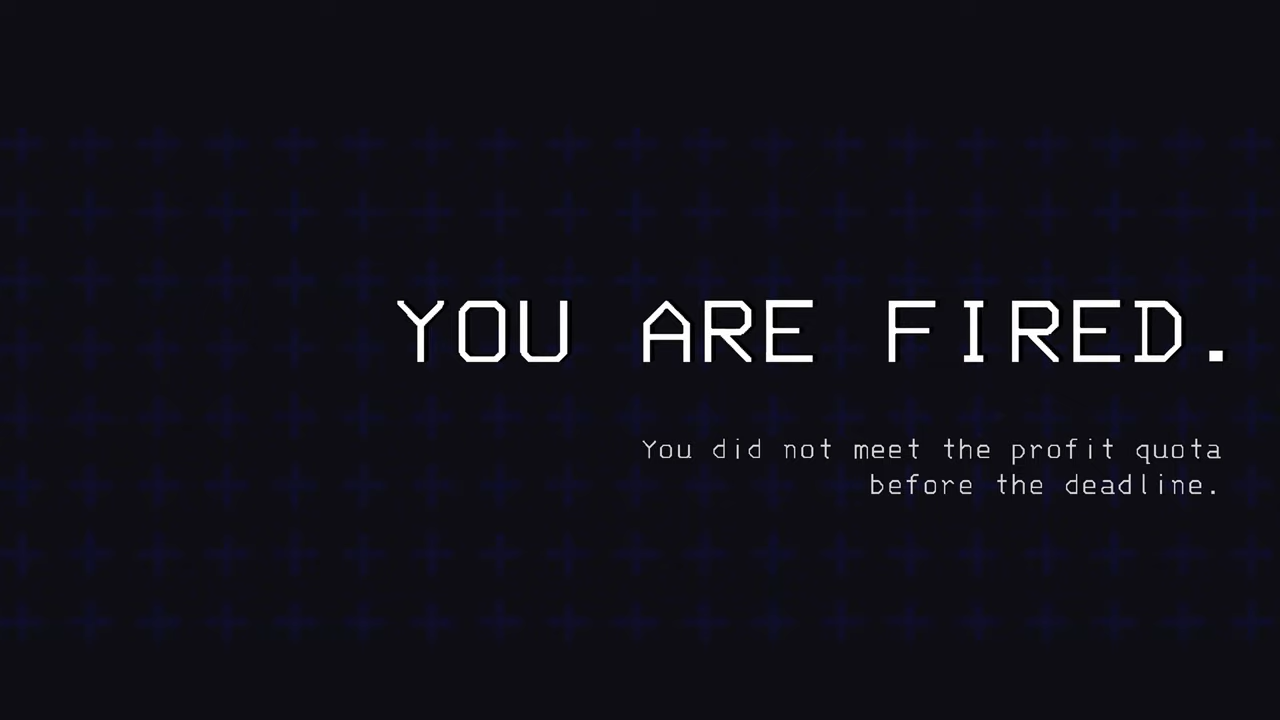 YOU ARE FIRED.
You did not meet the profit quota
before the deadline.